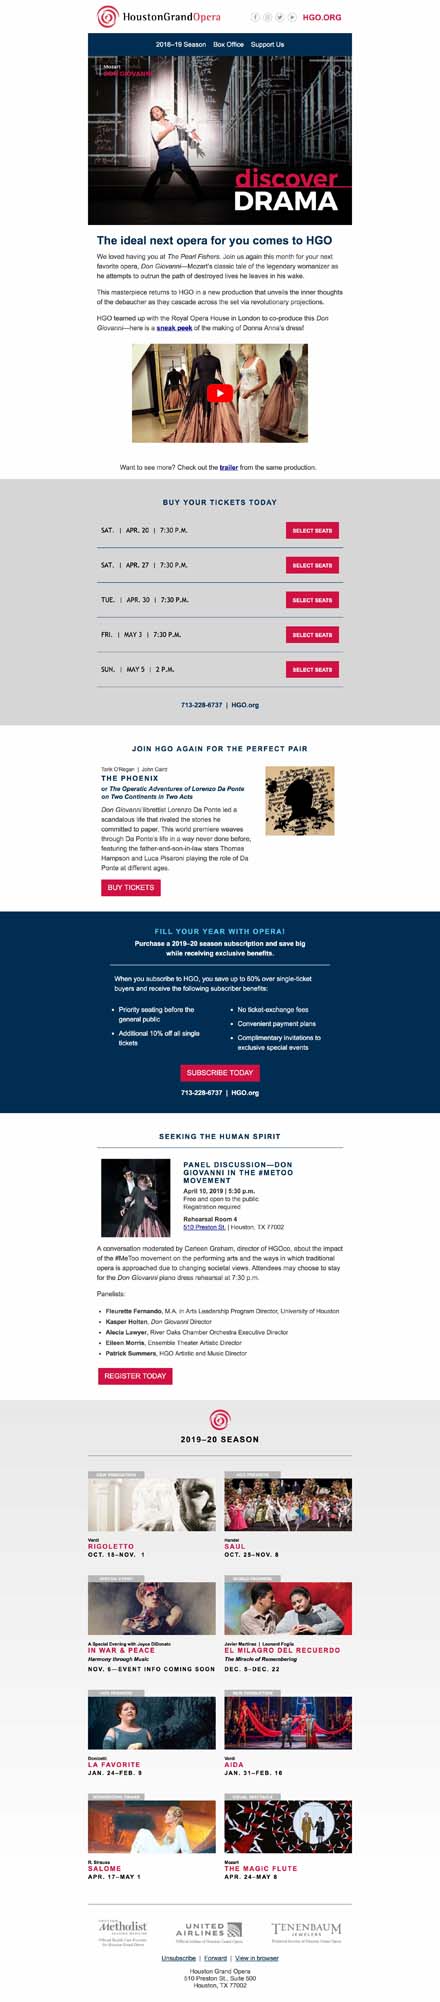 HoustonGrandOpera
HGO.ORG
2018–19 Season Box Office Support Us
Mozart
DON GIOVANNI
discover
DRAMA
The ideal next opera for you comes to HGO
We loved having you at The Pearl Fishers. Join us again this month for your next
favorite opera, Don Giovanni—Mozart's classic tale of the legendary womanizer as
he attempts to outrun the path of destroyed lives he leaves in his wake.
This masterpiece returns to HGO in a new production that unveils the inner thoughts
of the debaucher as they cascade across the set via revolutionary projections.
HGO teamed up with the Royal Opera House in London to co-produce this Don
Giovanni—here is a sneak peek of the making of Donna Anna's dress!
Want to see more? Check out the trailer from the same production.
BUY YOUR TICKETS TODAY
SAT. | APR. 20 | 7:30 P.M.
SELECT SEATS
SAT. | APR. 27 | 7:30 P.M.
SELECT SEATS
TUE. | APR. 30 | 7:30 P.M.
SELECT SEATS
FRI. | MAY 3 | 7:30 P.M.
SELECT SEATS
SUN. | MAY 5 | 2 P.M.
SELECT SEATS
713-228-6737 | HGO.org
JOIN HGO AGAIN FOR THE PERFECT PAIR
Tarik O'Regan | John Caird
THE PHOENIX
or The Operatic Adventures of Lorenzo Da Ponte
on Two Continents in Two Acts
Don Giovanni librettist Lorenzo Da Ponte led a
scandalous life that rivaled the stories he
committed to paper. This world premiere weaves
through Da Ponte's life in a way never done before,
featuring the father-and-son-in-law stars Thomas
Hampson and Luca Pisaroni playing the role of Da
Ponte at different ages.
BUY TICKETS
FILL YOUR YEAR WITH OPERA!
Purchase a 2019–20 season subscription and save big
while receiving exclusive benefits.
When you subscribe to HGO, you save up to 60% over single-ticket
buyers and receive the following subscriber benefits:
• Priority seating before the
general public
• Additional 10% off all single
tickets
• No ticket-exchange fees
• Convenient payment plans
• Complimentary invitations to
exclusive special events
SUBSCRIBE TODAY
713-228-6737 | HGO.org
SEEKING THE HUMAN SPIRIT
PANEL DISCUSSION—DON
GIOVANNI IN THE #METOO
MOVEMENT
April 10, 2019 | 5:30 p.m.
Free and open to the public
Registration required
Rehearsal Room 4
510 Preston St. | Houston, TX 77002
A conversation moderated by Carleen Graham, director of HGOco, about the impact
of the #MeToo movement on the performing arts and the ways in which traditional
opera is approached due to changing societal views. Attendees may choose to stay
for the Don Giovanni piano dress rehearsal at 7:30 p.m.
Panelists:
• Fleurette Fernando, M.A. in Arts Leadership Program Director, University of Houston
• Kasper Holten, Don Giovanni Director
• Alecia Lawyer, River Oaks Chamber Orchestra Executive Director
• Eileen Morris, Ensemble Theater Artistic Director
• Patrick Summers, HGO Artistic and Music Director
REGISTER TODAY
2019–20 SEASON
NEW PRODUCTION
Verdi
RIGOLETTO
OCT. 18–NOV. 1
HGO PREMIERE
Handel
SAUL
OCT. 25–NOV. 8
SPECIAL EVENT
A Special Evening with Joyce DiDonato
IN WAR & PEACE
Harmony through Music
NOV. 6—EVENT INFO COMING SOON
WORLD PREMIERE
Javier Martínez | Leonard Foglia
EL MILAGRO DEL RECUERDO
The Miracle of Remembering
DEC. 5–DEC. 22
HGO PREMIERE
Donizetti
LA FAVORITE
JAN. 24–FEB. 9
NEW PRODUCTION
Verdi
AIDA
JAN. 31–FEB. 16
R. Strauss
SALOME
APR. 17–MAY 1
Mozart
THE MAGIC FLUTE
APR. 24–MAY 8
Methodist
UNITED
AIRLINES
Official Airline of Houston Grand Opera
TENENBAUM
JEWELERS
Unsubscribe | Forward | View in browser
Houston Grand Opera
510 Preston St., Suite 500
Houston, TX 77002